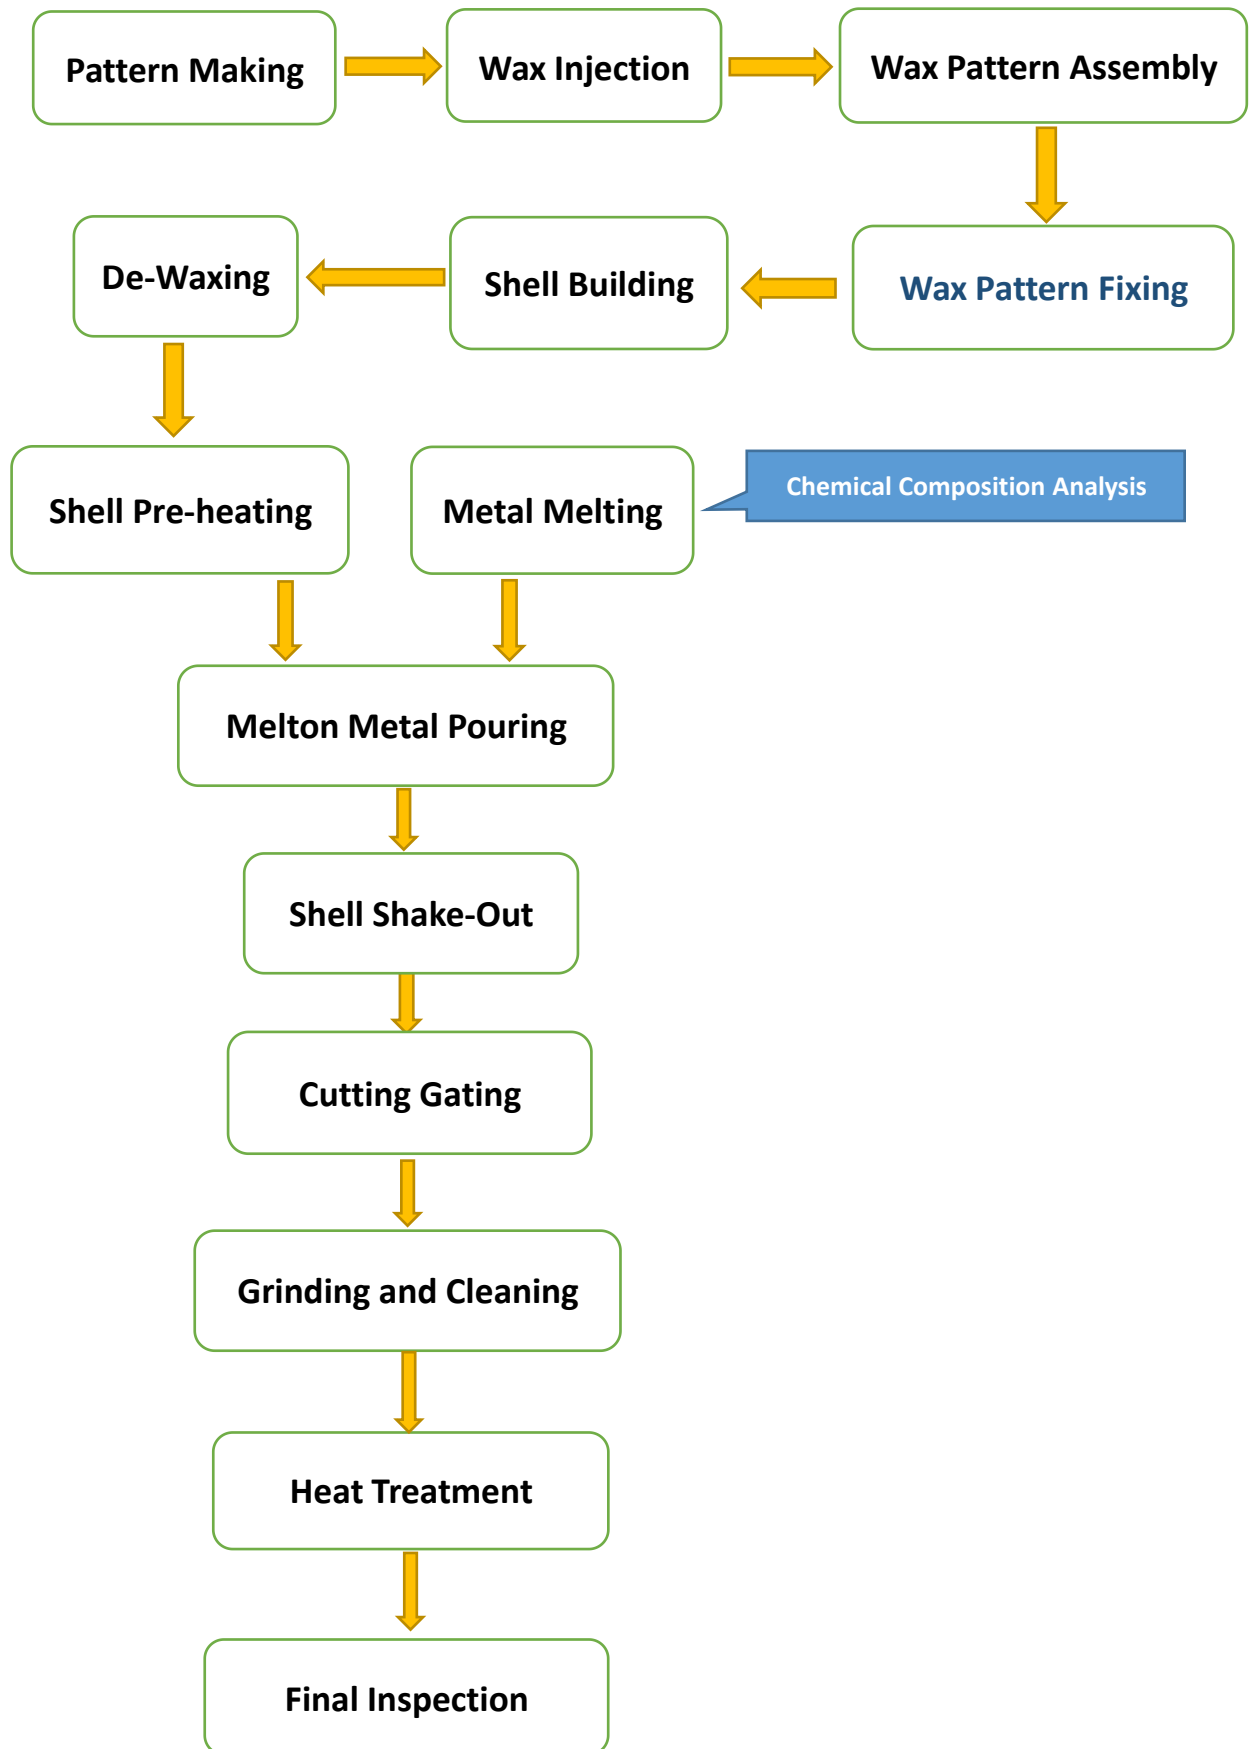 Pattern Making
Wax Injection
Wax Pattern Assembly
De-Waxing
Shell Building
Wax Pattern Fixing
Shell Pre-heating
Metal Melting
Chemical Composition Analysis
Melton Metal Pouring
Shell Shake-Out
Cutting Gating
Grinding and Cleaning
Heat Treatment
Final Inspection